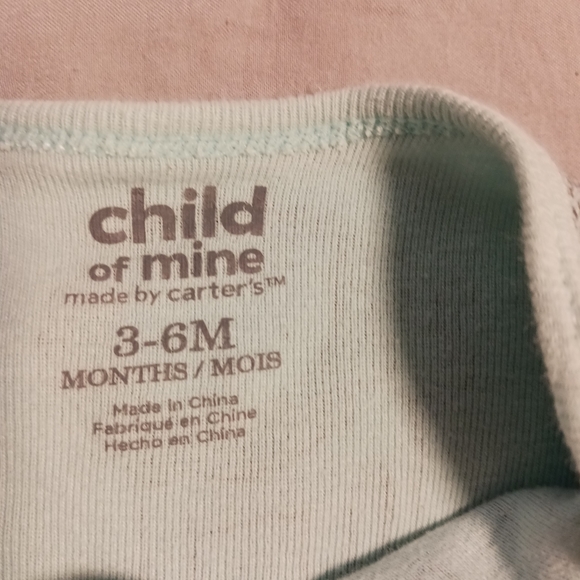 child
of mine
made by carter's™
3-6M
MONTHS / MOIS
Made in China
Fabriqué en Chine
Hecho en China